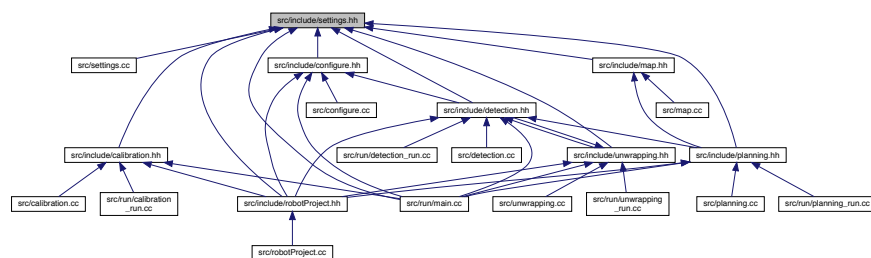 src/include/settings.hh
src/settings.cc
src/include/configure.hh
src/include/map.hh
src/configure.cc
src/include/detection.hh
src/map.cc
src/include/calibration.hh
src/run/detection_run.cc
src/detection.cc
src/include/unwrapping.hh
src/include/planning.hh
src/calibration.cc
src/run/calibration
_run.cc
src/include/robotProject.hh
src/run/main.cc
src/unwrapping.cc
src/run/unwrapping
_run.cc
src/planning.cc
src/run/planning_run.cc
src/robotProject.cc